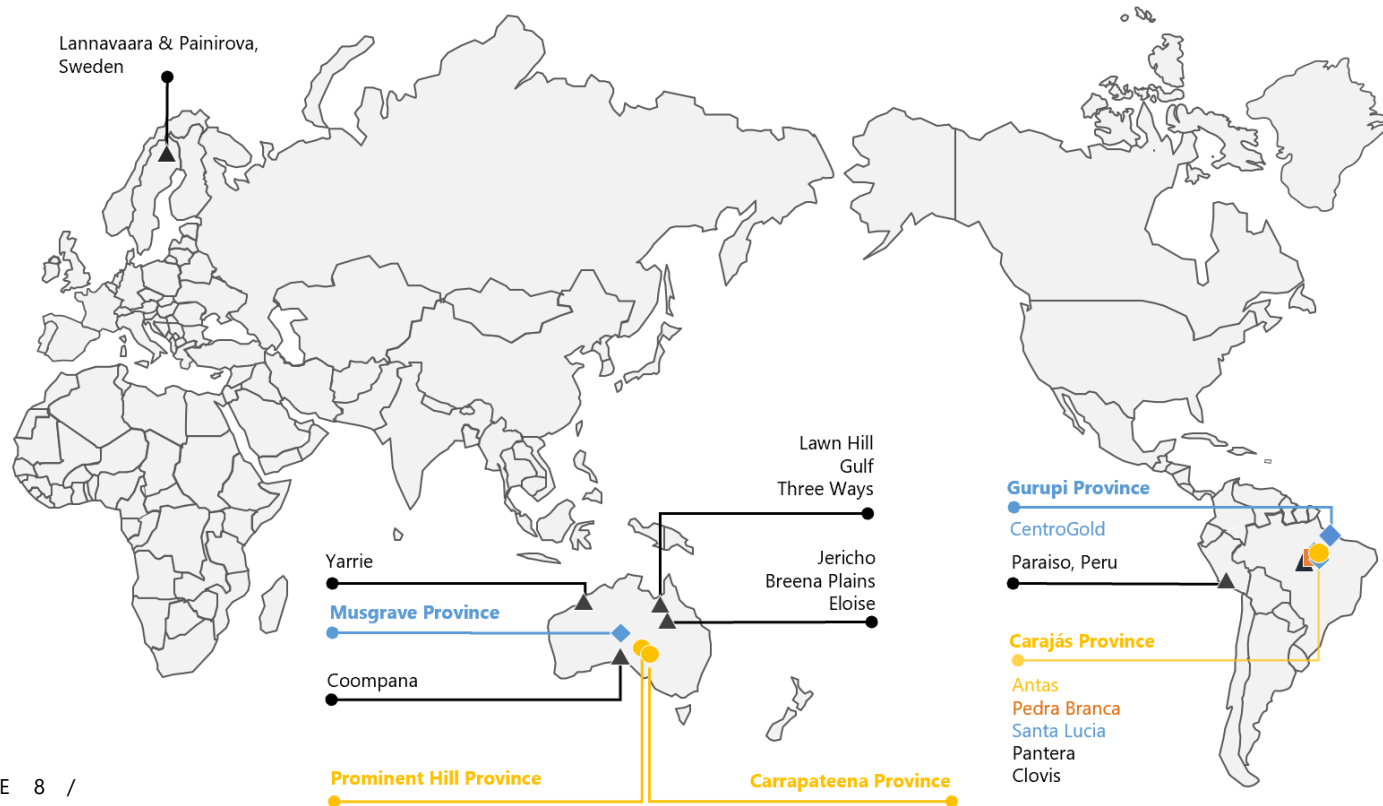 Lannavaara & Painirova,
Sweden
Lawn Hill
Gulf
Three Ways
Gurupi Province
CentroGold
Yarrie
Jericho
Breena Plains
Eloise
Paraiso, Peru
Musgrave Province
Carajás Province
Coompana
Antas
Pedra Branca
Santa Lucia
Pantera
Clovis
Prominent Hill Province
Carrapateena Province
E 8 /